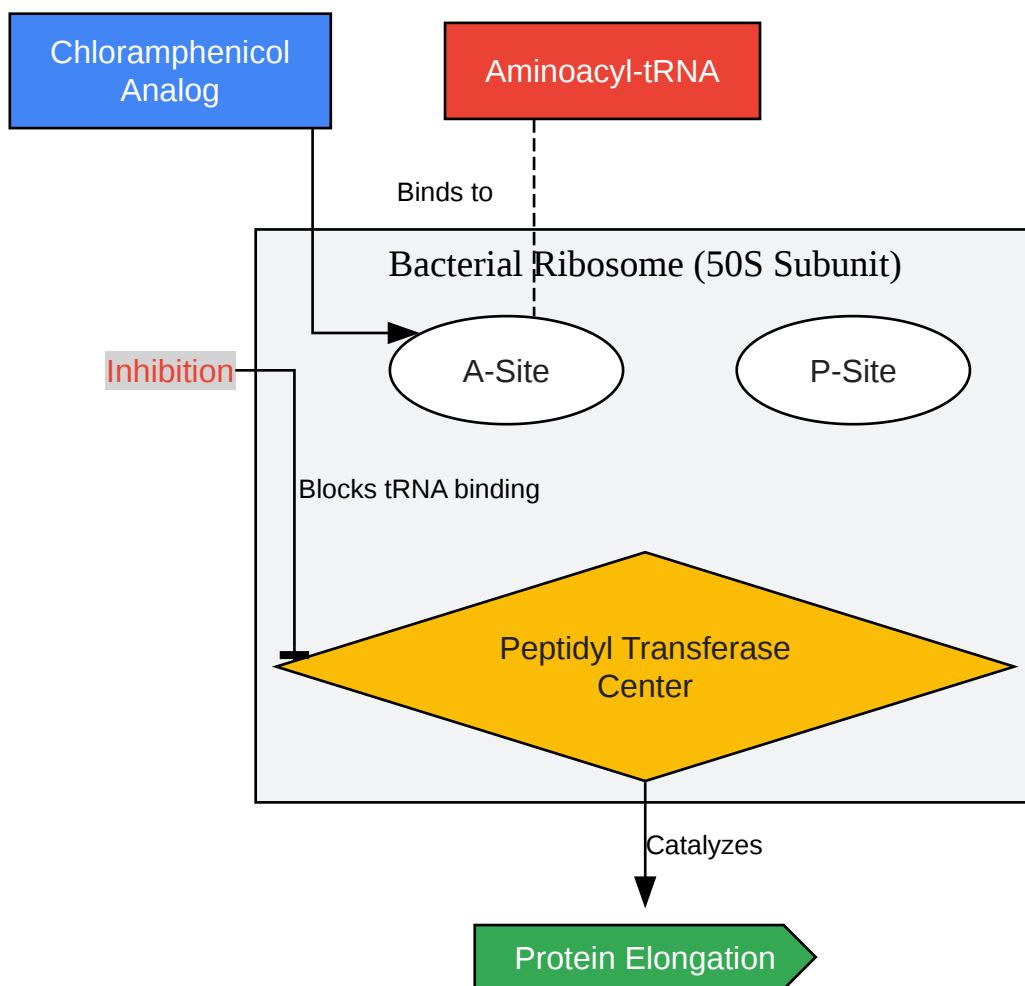 Chloramphenicol
Analog
Aminoacyl-tRNA
Binds to
Bacterial Ribosome (50S Subunit)
Inhibition
A-Site
P-Site
Blocks tRNA binding
Peptidyl Transferase
Center
Catalyzes
Protein Elongation